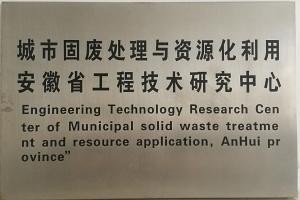 城市固废处理与资源化利用
安徽省工程技术研究中心
Engineering Technology Research Cen
ter of Municipal solid waste treatme
nt and resource application, AnHui pr
ovince”